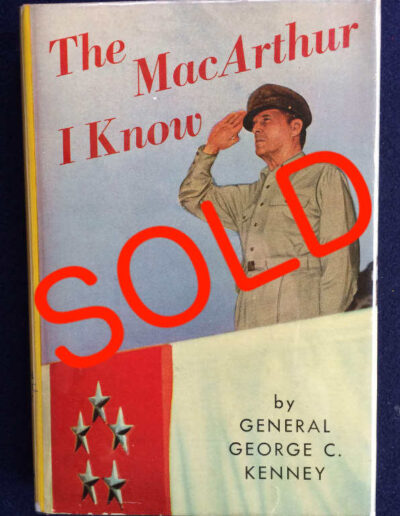 The MacArthur
I Know
SOLD
by
GENERAL
GEORGE C.
KENNEY